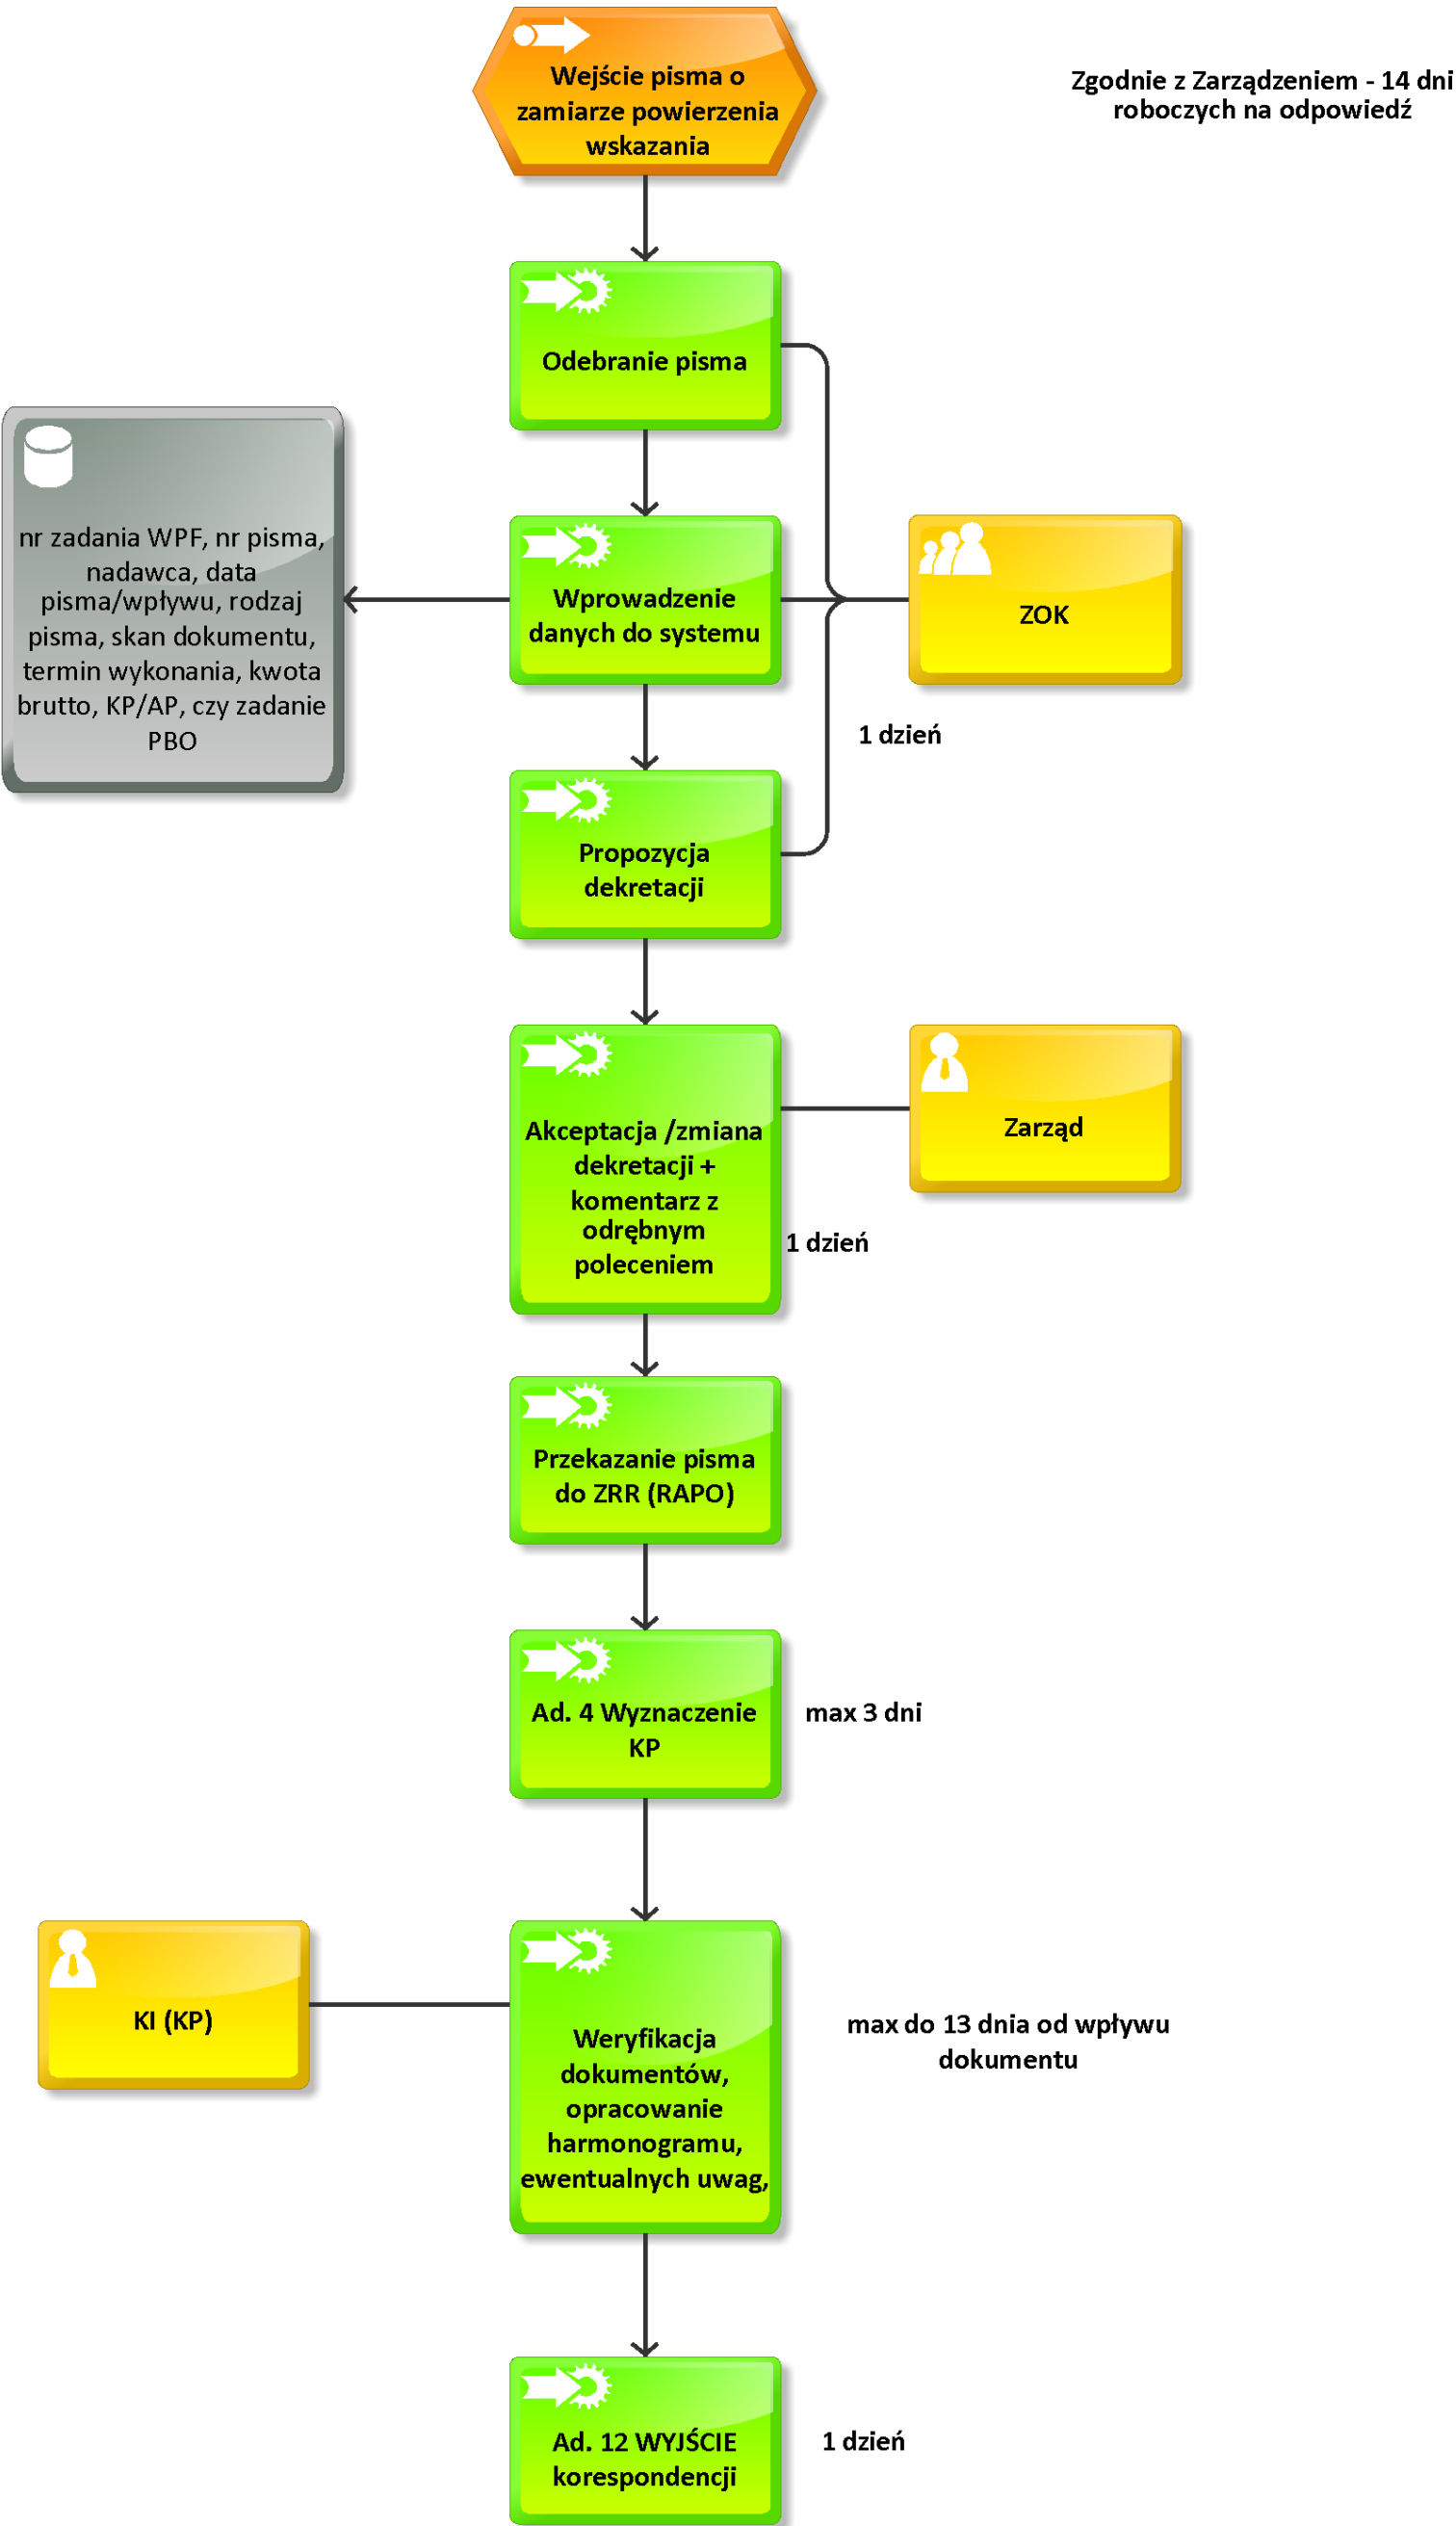 Wejście pisma o
zamiarze powierzenia
wskazania
Zgodnie z Zarządzeniem - 14 dni
roboczych na odpowiedź
Odebranie pisma
nr zadania WPF, nr pisma,
nadawca, data
pisma/wpływu, rodzaj
pisma, skan dokumentu,
termin wykonania, kwota
brutto, KP/AP, czy zadanie
PBO
Wprowadzenie
danych do systemu
ZOK
1 dzień
Propozycja
dekretacji
Akceptacja /zmiana
dekretacji +
komentarz z
odrębnym
poleceniem
Zarząd
1 dzień
Przekazanie pisma
do ZRR (RAPO)
Ad. 4 Wyznaczenie
KP
max 3 dni
KI (KP)
Weryfikacja
dokumentów,
opracowanie
harmonogramu,
ewentualnych uwag,
max do 13 dnia od wpływu
dokumentu
Ad. 12 WYJŚCIE
korespondencji
1 dzień